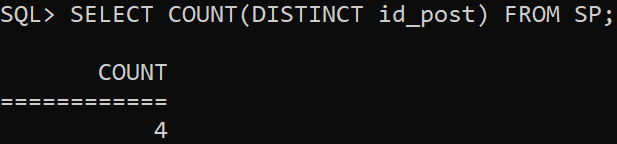 SQL> SELECT COUNT(DISTINCT id_post) FROM SP;
COUNT
============
4